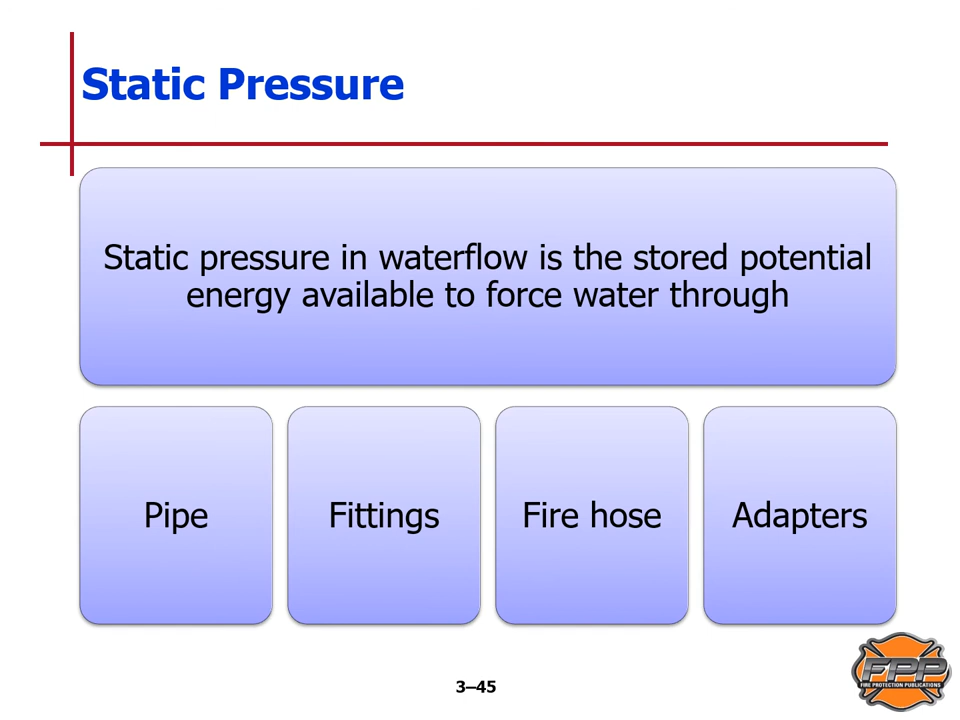 Static Pressure
Static pressure in waterflow is the stored potential
energy available to force water through
Pipe
Fittings
Fire hose
Adapters
3–45
FPP
FIRE PROTECTION PUBLICATIONS